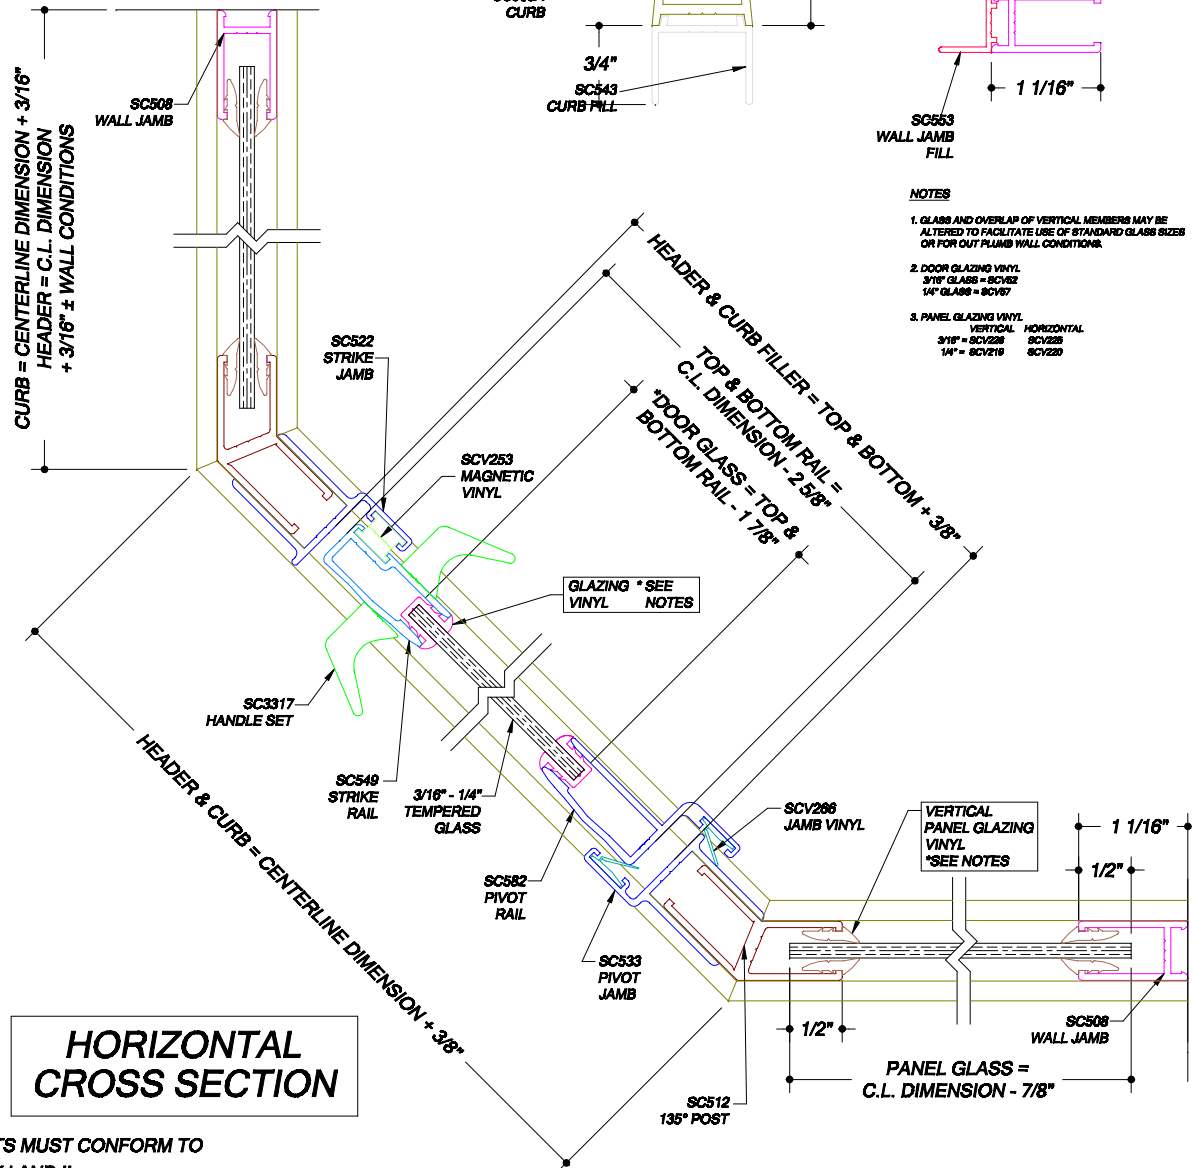 CURB
3/4"
SC543
CURB FILL
1 1/16"
SC553
WALL JAMB
FILL
SC508
WALL JAMB
CURB = CENTERLINE DIMENSION + 3/16"
HEADER = C.L. DIMENSION
+ 3/16" ± WALL CONDITIONS
NOTES
1. GLASS AND OVERLAP OF VERTICAL MEMBERS MAY BE
ALTERED TO FACILITATE USE OF STANDARD GLASS SIZES
OR FOR OUT PLUMB WALL CONDITIONS.
2. DOOR GLAZING VINYL
3/16" GLASS = SCV52
1/4" GLASS = SCV57
3. PANEL GLAZING VINYL
VERTICAL HORIZONTAL
3/16" = SCV226 SCV225
1/4" = SCV219 SCV220
SC522
STRIKE
JAMB
SCV253
MAGNETIC
VINYL
HEADER & CURB FILLER = TOP & BOTTOM + 3/8"
TOP & BOTTOM RAIL =
C.L. DIMENSION - 2 5/8"
*DOOR GLASS = TOP &
BOTTOM RAIL - 1 7/8"
GLAZING * SEE
VINYL NOTES
SC3317
HANDLE SET
SC549
STRIKE
RAIL
3/16" - 1/4"
TEMPERED
GLASS
HEADER & CURB = CENTERLINE DIMENSION + 3/8"
SC582
PIVOT
RAIL
SCV266
JAMB VINYL
VERTICAL
PANEL GLAZING
VINYL
*SEE NOTES
1 1/16"
1/2"
SC533
PIVOT
JAMB
1/2"
SC508
WALL JAMB
PANEL GLASS =
C.L. DIMENSION - 7/8"
SC512
135° POST
HORIZONTAL
CROSS SECTION
TS MUST CONFORM TO